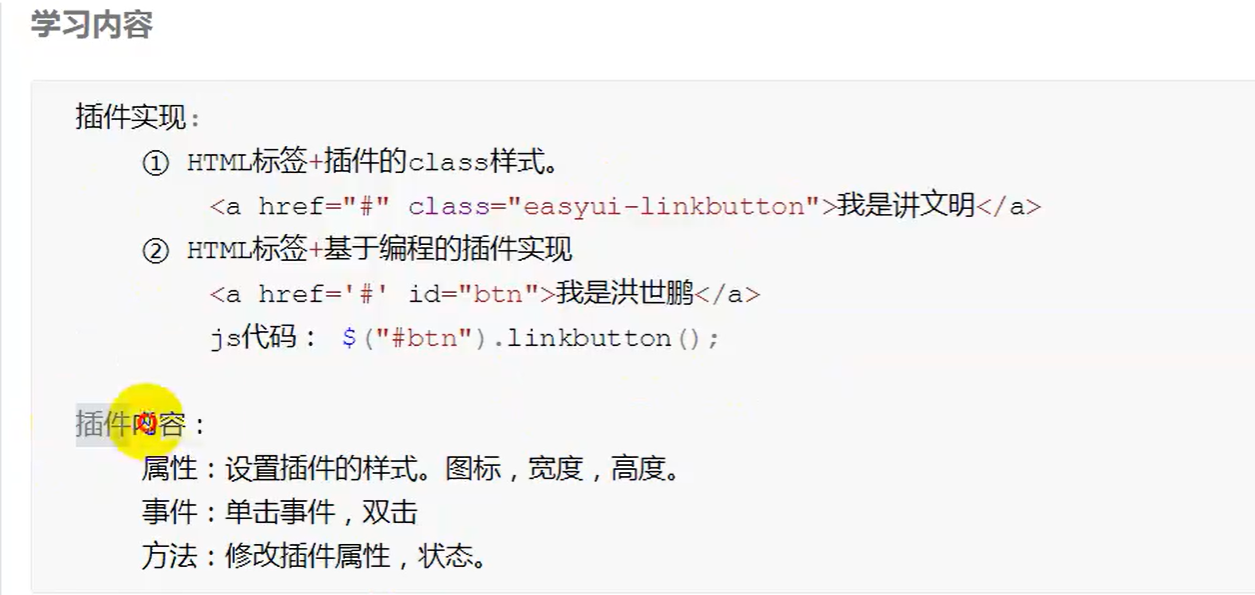 学习内容
插件实现：
① HTML标签+插件的class样式。
<a href="#" class="easyui-linkbutton">我是讲文明</a>
② HTML标签+基于编程的插件实现
<a href='#' id="btn">我是洪世鹏</a>
js代码： $("#btn").linkbutton();
插件内容：
属性：设置插件的样式。图标，宽度，高度。
事件：单击事件，双击
方法：修改插件属性，状态。